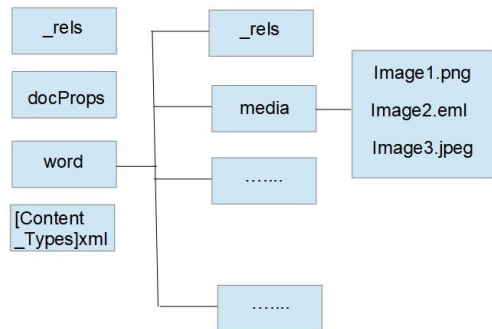 _rels
docProps
word
[Content
_Types]xml
_rels
media
.......
.......
Image1.png
Image2.eml
Image3.jpeg